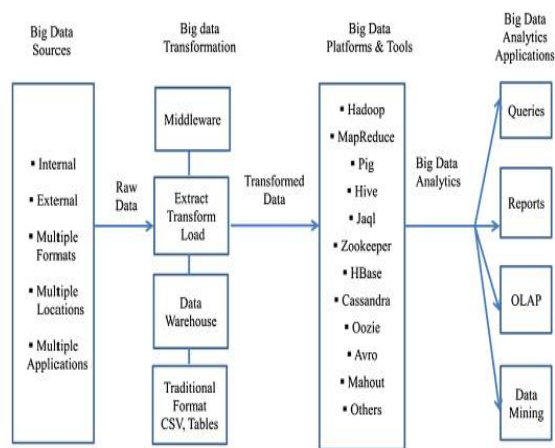 Big Data
Sources
Big data
Transformation
Big Data
Platforms & Tools
Big Data
Analytics
Applications
▪ Internal
▪ External
▪ Multiple
Formats
▪ Multiple
Locations
▪ Multiple
Applications
Raw
Data
Middleware
Extract
Transform
Load
Data
Warehouse
Traditional
Format
CSV, Tables
Transformed
Data
▪ Hadoop
▪ MapReduce
▪ Pig
▪ Hive
▪ Jaql
▪ Zookeeper
▪ HBase
▪ Cassandra
▪ Oozie
▪ Avro
▪ Mahout
▪ Others
Big Data
Analytics
Queries
Reports
OLAP
Data
Mining